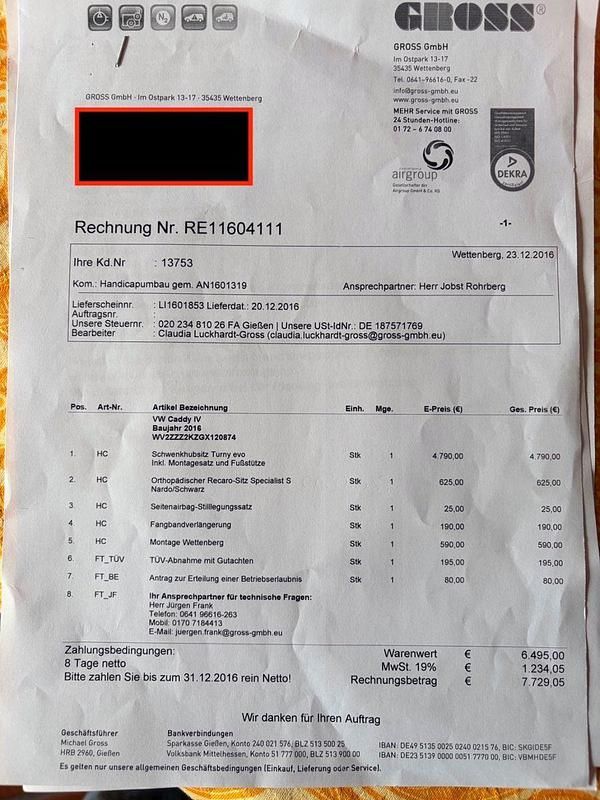 GROSS®
GROSS GmbH
Im Ostpark 13-17
35435 Wettenberg
Tel. 0641-96616-0, Fax -22
info@gross-gmbh.eu
www.gross-gmbh.eu
MEHR Service mit GROSS
24 Stunden-Hotline:
01 72 - 6 74 08 00
GROSS GmbH · Im Ostpark 13-17 · 35435 Wettenberg
airgroup
Gesellschafter der
Airgroup GmbH & Co. KG
DEKRA
Rechnung Nr. RE11604111
-1-
Wettenberg, 23.12.2016
Ihre Kd.Nr : 13753
Kom.: Handicapumbau gem. AN1601319 Ansprechpartner: Herr Jobst Rohrberg
Lieferscheinnr. : LI1601853 Lieferdat.: 20.12.2016
Auftragsnr. :
Unsere Steuernr. : 020 234 810 26 FA Gießen | Unsere USt-IdNr.: DE 187571769
Bearbeiter : Claudia Luckhardt-Gross (claudia.luckhardt-gross@gross-gmbh.eu)
Pos. Art-Nr. Artikel Bezeichnung Einh. Mge. E-Preis (€) Ges. Preis (€)
VW Caddy IV
Baujahr 2016
WV2ZZZ2KZGX120874
1. HC Schwenkhubsitz Turny evo Stk 1 4.790,00 4.790,00
Inkl. Montagesatz und Fußstütze
2. HC Orthopädischer Recaro-Sitz Specialist S Stk 1 625,00 625,00
Nardo/Schwarz
3. HC Seitenairbag-Stilllegungssatz Stk 1 25,00 25,00
4. HC Fangbandverlängerung Stk 1 190,00 190,00
5. HC Montage Wettenberg Stk 1 590,00 590,00
6. FT_TÜV TÜV-Abnahme mit Gutachten Stk 1 195,00 195,00
7. FT_BE Antrag zur Erteilung einer Betriebserlaubnis Stk 1 80,00 80,00
8. FT_JF Ihr Ansprechpartner für technische Fragen:
Herr Jürgen Frank
Telefon: 0641 96616-263
Mobil: 0170 7184413
E-Mail: juergen.frank@gross-gmbh.eu
Zahlungsbedingungen: Warenwert € 6.495,00
8 Tage netto MwSt. 19% € 1.234,05
Bitte zahlen Sie bis zum 31.12.2016 rein Netto! Rechnungsbetrag € 7.729,05
Wir danken für Ihren Auftrag
Geschäftsführer Bankverbindungen
Michael Gross Sparkasse Gießen, Konto 240 021 576, BLZ 513 500 25 IBAN: DE49 5135 0025 0240 0215 76, BIC: SKGIDE5F
HRB 2960, Gießen Volksbank Mittelhessen, Konto 51 777 000, BLZ 513 900 00 IBAN: DE23 5139 0000 0051 7770 00, BIC: VBMHDE5F
Es gelten nur unsere allgemeinen Geschäftsbedingungen (Einkauf, Lieferung oder Service).